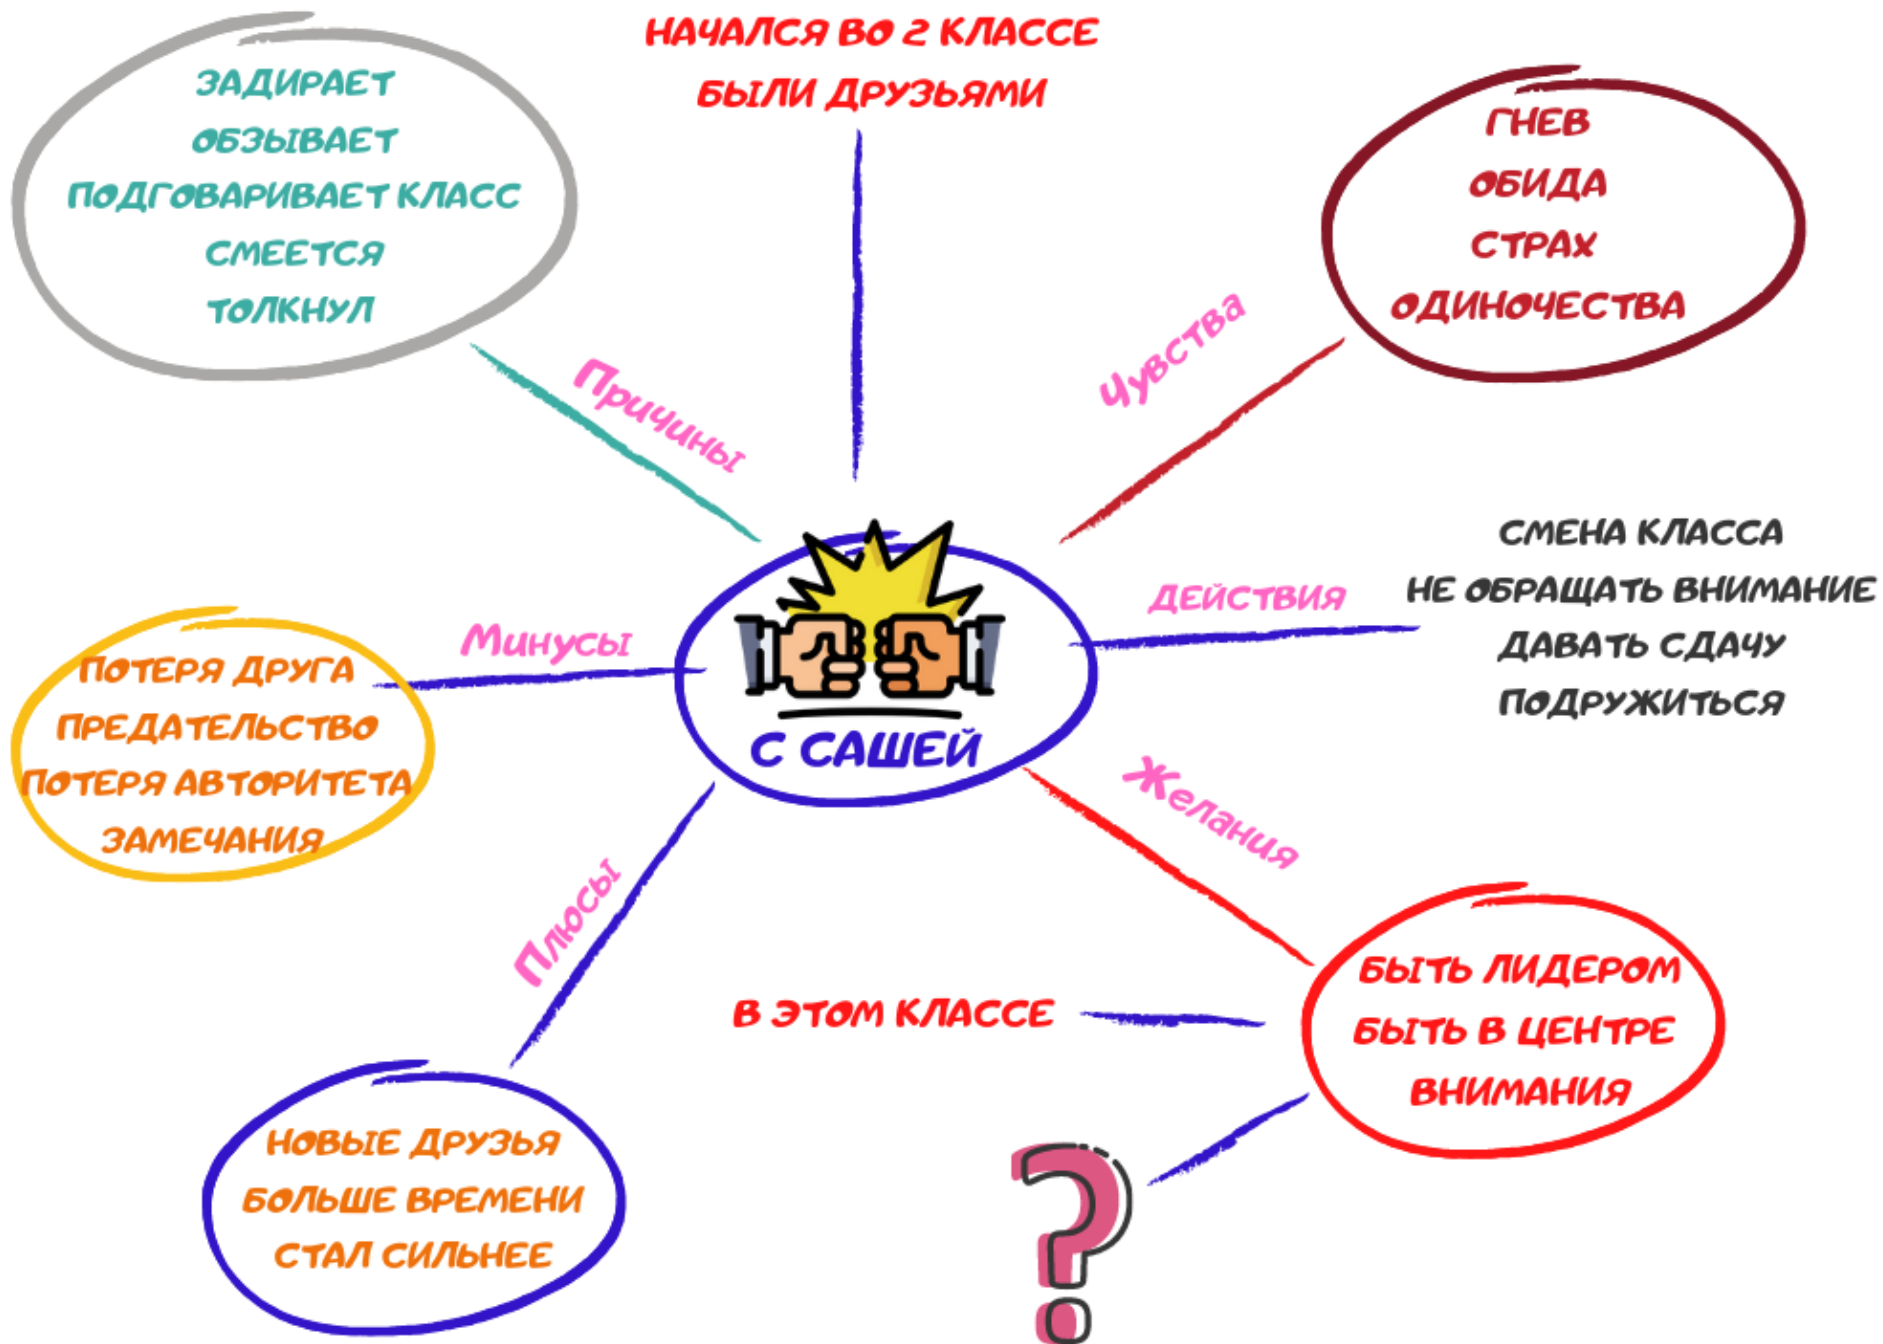 НАЧАЛСЯ ВО 2 КЛАССЕ
БЫЛИ ДРУЗЬЯМИ
ЗАДИРАЕТ
ОБЗЫВАЕТ
ПОДГОВАРИВАЕТ КЛАСС
СМЕЕТСЯ
ТОЛКНУЛ
Причины
ГНЕВ
ОБИДА
СТРАХ
ОДИНОЧЕСТВА
Чувства
СМЕНА КЛАССА
НЕ ОБРАЩАТЬ ВНИМАНИЕ
ДАВАТЬ СДАЧУ
ПОДРУЖИТЬСЯ
ДЕЙСТВИЯ
Минусы
ПОТЕРЯ ДРУГА
ПРЕДАТЕЛЬСТВО
ПОТЕРЯ АВТОРИТЕТА
ЗАМЕЧАНИЯ
С САШЕЙ
Желания
БЫТЬ ЛИДЕРОМ
БЫТЬ В ЦЕНТРЕ
ВНИМАНИЯ
В ЭТОМ КЛАССЕ
?
Плюсы
НОВЫЕ ДРУЗЬЯ
БОЛЬШЕ ВРЕМЕНИ
СТАЛ СИЛЬНЕЕ